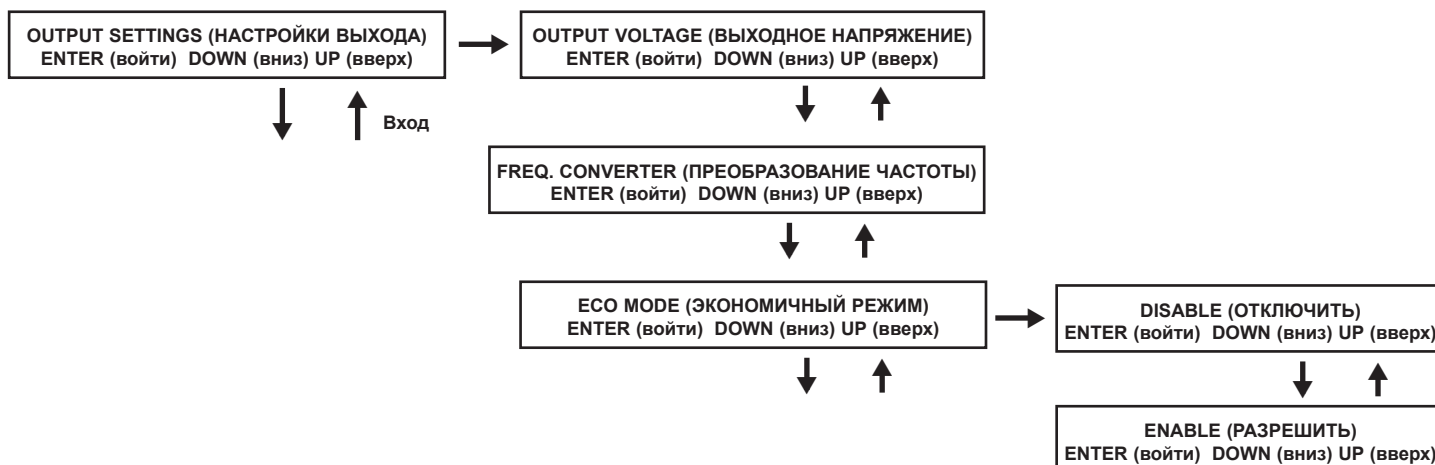 OUTPUT SETTINGS (НАСТРОЙКИ ВЫХОДА)
ENTER (войти) DOWN (вниз) UP (вверх)
OUTPUT VOLTAGE (ВЫХОДНОЕ НАПРЯЖЕНИЕ)
ENTER (войти) DOWN (вниз) UP (вверх)
Вход
FREQ. CONVERTER (ПРЕОБРАЗОВАНИЕ ЧАСТОТЫ)
ENTER (войти) DOWN (вниз) UP (вверх)
ECO MODE (ЭКОНОМИЧНЫЙ РЕЖИМ)
ENTER (войти) DOWN (вниз) UP (вверх)
DISABLE (ОТКЛЮЧИТЬ)
ENTER (войти) DOWN (вниз) UP (вверх)
ENABLE (РАЗРЕШИТЬ)
ENTER (войти) DOWN (вниз) UP (вверх)